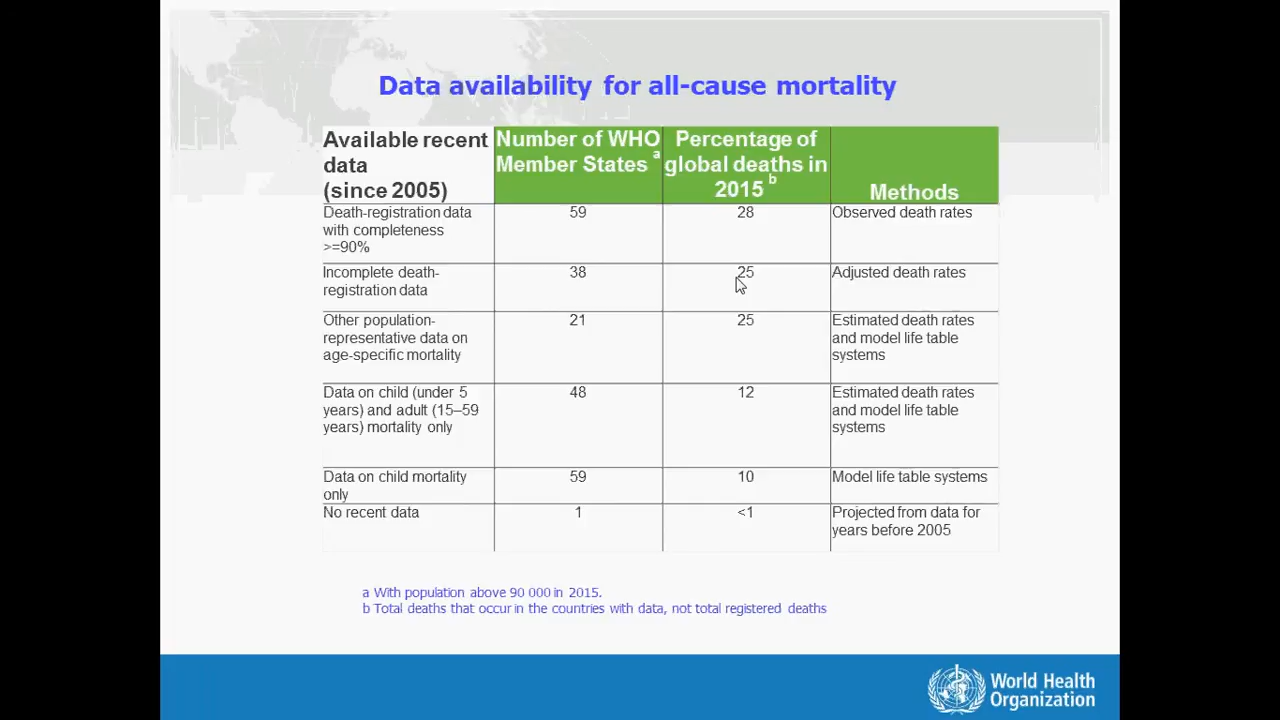 Data availability for all-cause mortality
Available recent
data
(since 2005)
Number of WHO
Member States a
Percentage of
global deaths in
2015 b
Methods
Death-registration data
with completeness
>=90%
59
28
Observed death rates
Incomplete death-
registration data
38
25
Adjusted death rates
Other population-
representative data on
age-specific mortality
21
25
Estimated death rates
and model life table
systems
Data on child (under 5
years) and adult (15–59
years) mortality only
48
12
Estimated death rates
and model life table
systems
Data on child mortality
only
59
10
Model life table systems
No recent data
1
<1
Projected from data for
years before 2005
a With population above 90 000 in 2015.
b Total deaths that occur in the countries with data, not total registered deaths
World Health
Organization